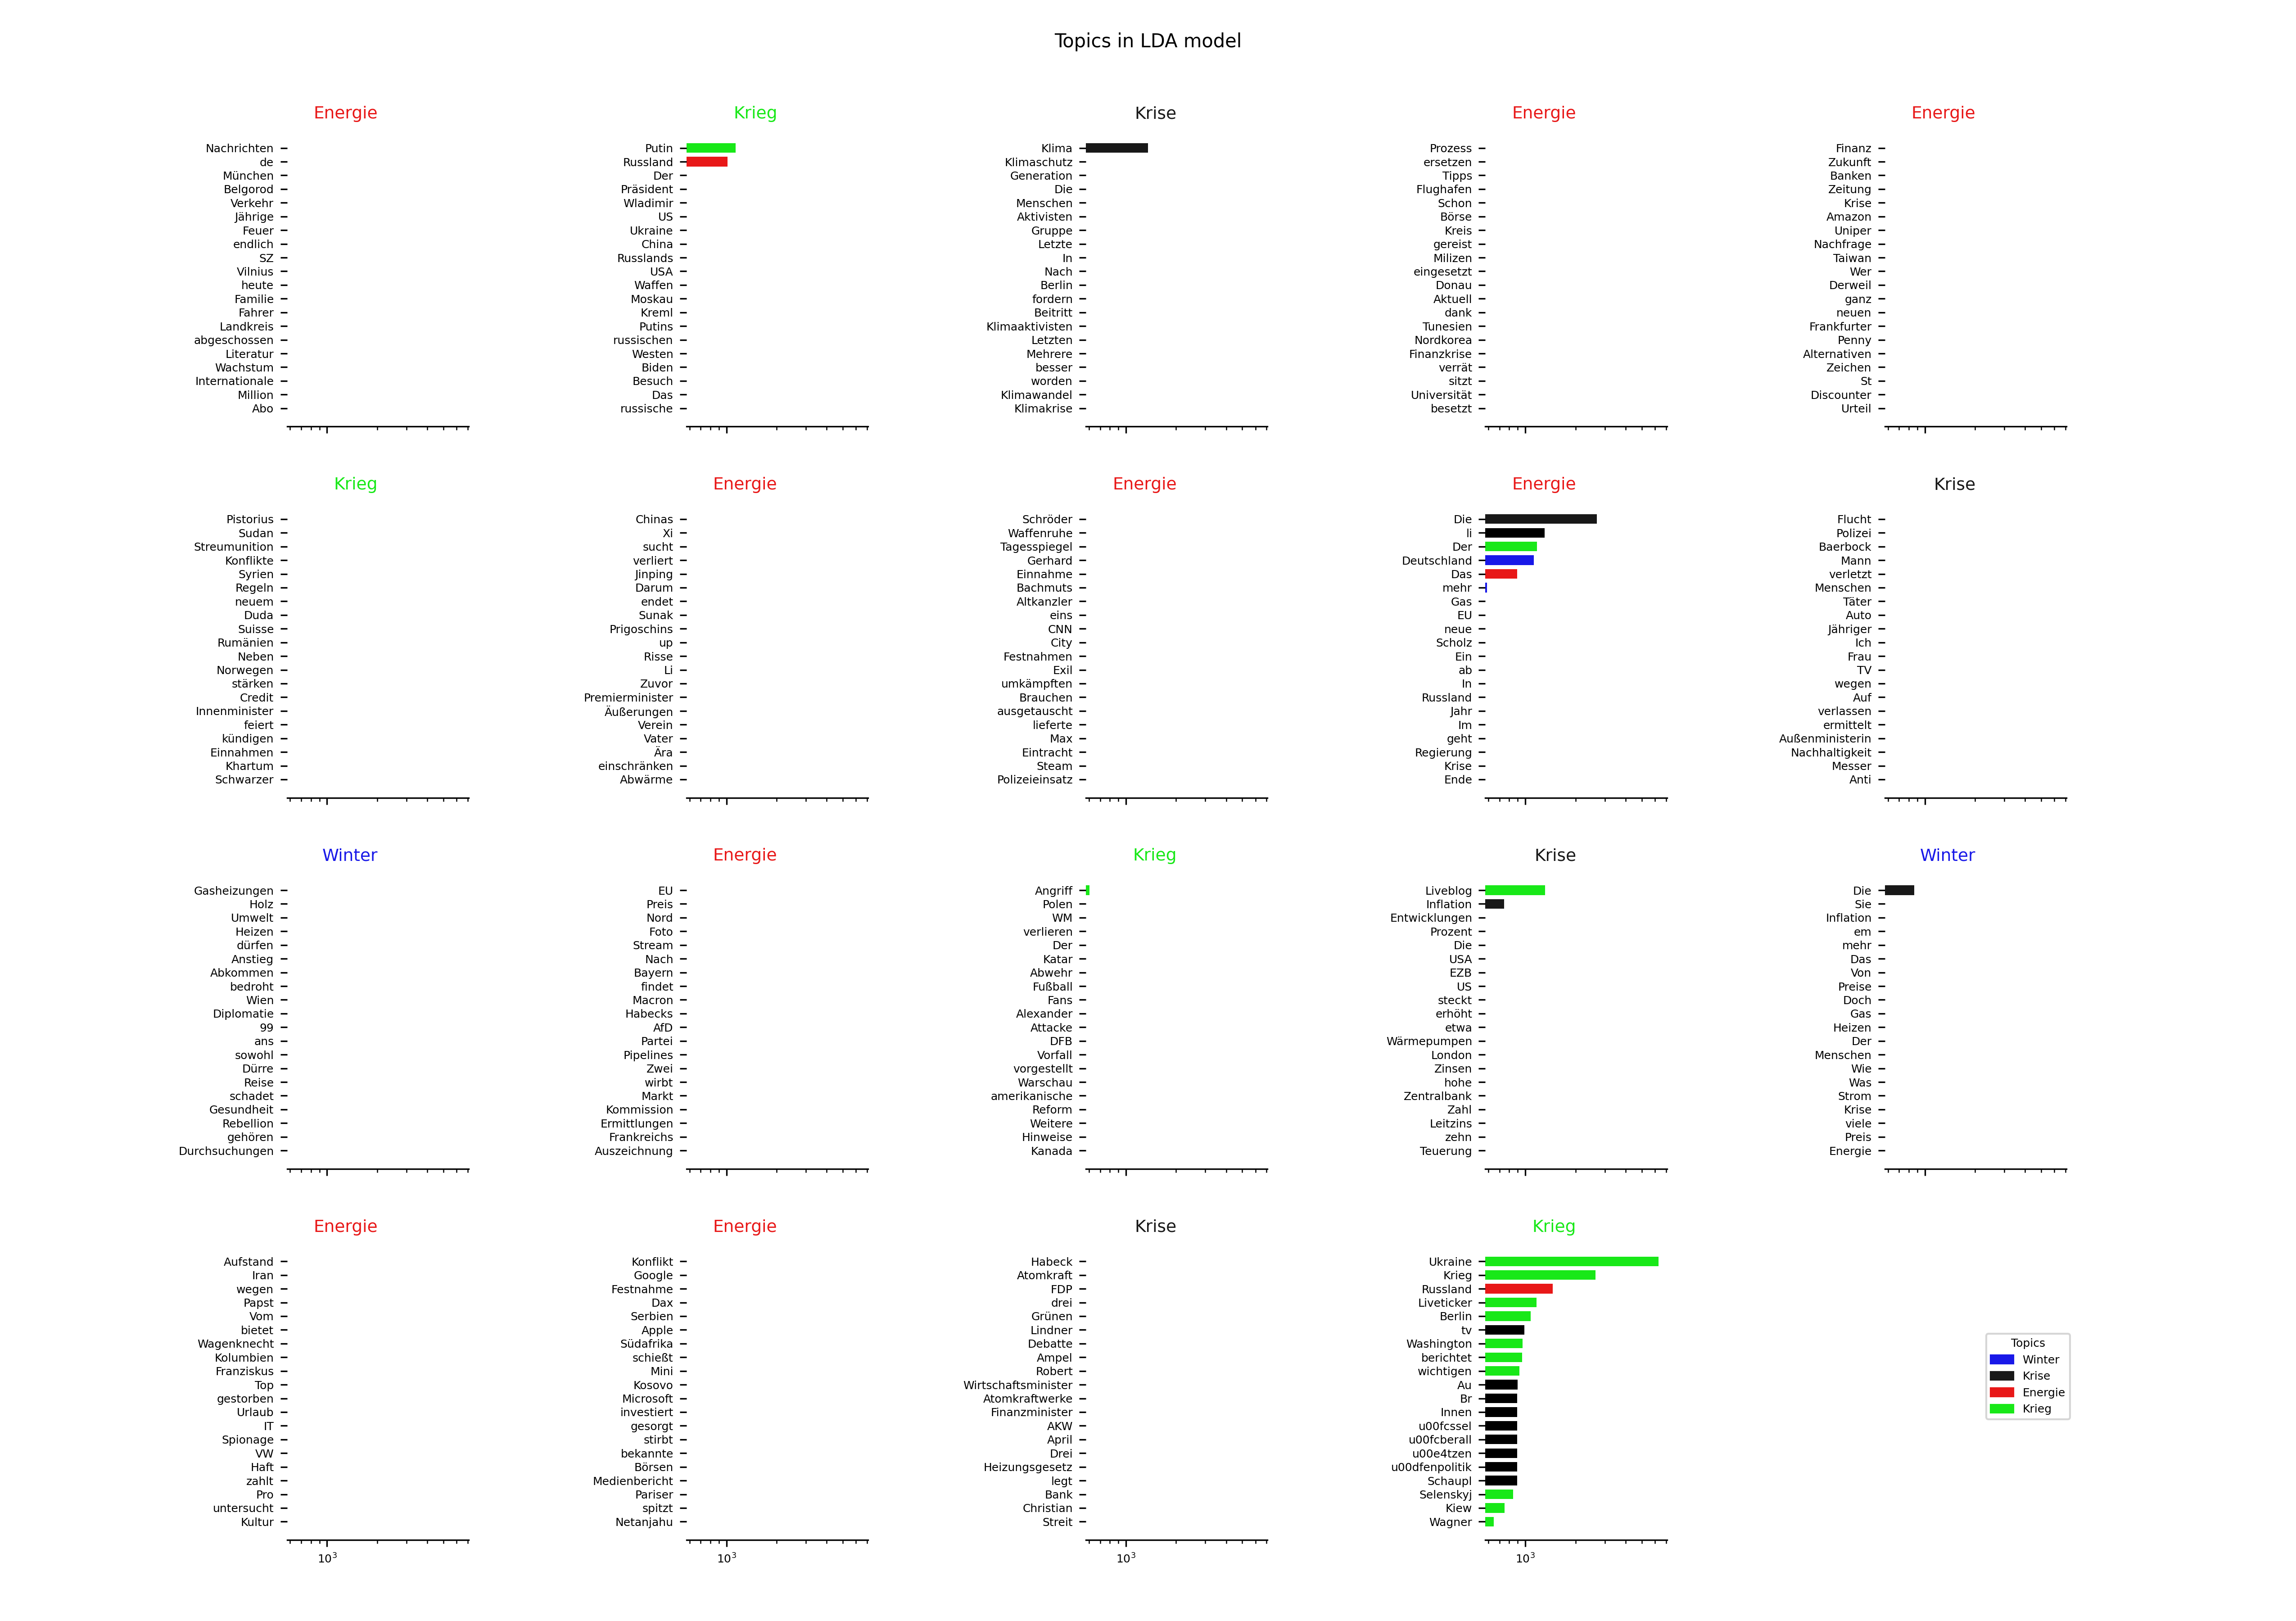 Topics in LDA model
Energie
Nachrichten
de
München
Belgorod
Verkehr
Jährige
Feuer
endlich
SZ
Vilnius
heute
Familie
Fahrer
Landkreis
abgeschossen
Literatur
Wachstum
Internationale
Million
Abo
Krieg
Putin
Russland
Der
Präsident
Wladimir
US
Ukraine
China
Russlands
USA
Waffen
Moskau
Kreml
Putins
russischen
Westen
Biden
Besuch
Das
russische
Krise
Klima
Klimaschutz
Generation
Die
Menschen
Aktivisten
Gruppe
Letzte
In
Nach
Berlin
fordern
Beitritt
Klimaaktivisten
Letzten
Mehrere
besser
worden
Klimawandel
Klimakrise
Energie
Prozess
ersetzen
Tipps
Flughafen
Schon
Börse
Kreis
gereist
Milizen
eingesetzt
Donau
Aktuell
dank
Tunesien
Nordkorea
Finanzkrise
verrät
sitzt
Universität
besetzt
Energie
Finanz
Zukunft
Banken
Zeitung
Krise
Amazon
Uniper
Nachfrage
Taiwan
Wer
Derweil
ganz
neuen
Frankfurter
Penny
Alternativen
Zeichen
St
Discounter
Urteil
Krieg
Pistorius
Sudan
Streumunition
Konflikte
Syrien
Regeln
neuem
Duda
Suisse
Rumänien
Neben
Norwegen
stärken
Credit
Innenminister
feiert
kündigen
Einnahmen
Khartum
Schwarzer
Energie
Chinas
Xi
sucht
verliert
Jinping
Darum
endet
Sunak
Prigoschins
up
Risse
Li
Zuvor
Premierminister
Äußerungen
Verein
Vater
Ära
einschränken
Abwärme
Energie
Schröder
Waffenruhe
Tagesspiegel
Gerhard
Einnahme
Bachmuts
Altkanzler
eins
CNN
City
Festnahmen
Exil
umkämpften
Brauchen
ausgetauscht
lieferte
Max
Eintracht
Steam
Polizeieinsatz
Energie
Die
li
Der
Deutschland
Das
mehr
Gas
EU
neue
Scholz
Ein
ab
In
Russland
Jahr
Im
geht
Regierung
Krise
Ende
Krise
Flucht
Polizei
Baerbock
Mann
verletzt
Menschen
Täter
Auto
Jähriger
Ich
Frau
TV
wegen
Auf
verlassen
ermittelt
Außenministerin
Nachhaltigkeit
Messer
Anti
Winter
Gasheizungen
Holz
Umwelt
Heizen
dürfen
Anstieg
Abkommen
bedroht
Wien
Diplomatie
99
ans
sowohl
Dürre
Reise
schadet
Gesundheit
Rebellion
gehören
Durchsuchungen
Energie
EU
Preis
Nord
Foto
Stream
Nach
Bayern
findet
Macron
Habecks
AfD
Partei
Pipelines
Zwei
wirbt
Markt
Kommission
Ermittlungen
Frankreichs
Auszeichnung
Krieg
Angriff
Polen
WM
verlieren
Der
Katar
Abwehr
Fußball
Fans
Alexander
Attacke
DFB
Vorfall
vorgestellt
Warschau
amerikanische
Reform
Weitere
Hinweise
Kanada
Krise
Liveblog
Inflation
Entwicklungen
Prozent
Die
USA
EZB
US
steckt
erhöht
etwa
Wärmepumpen
London
Zinsen
hohe
Zentralbank
Zahl
Leitzins
zehn
Teuerung
Winter
Die
Sie
Inflation
em
mehr
Das
Von
Preise
Doch
Gas
Heizen
Der
Menschen
Wie
Was
Strom
Krise
viele
Preis
Energie
Energie
Aufstand
Iran
wegen
Papst
Vom
bietet
Wagenknecht
Kolumbien
Franziskus
Top
gestorben
Urlaub
IT
Spionage
VW
Haft
zahlt
Pro
untersucht
Kultur
10³
Energie
Konflikt
Google
Festnahme
Dax
Serbien
Apple
Südafrika
schießt
Mini
Kosovo
Microsoft
investiert
gesorgt
stirbt
bekannte
Börsen
Medienbericht
Pariser
spitzt
Netanjahu
10³
Krise
Habeck
Atomkraft
FDP
drei
Grünen
Lindner
Debatte
Ampel
Robert
Wirtschaftsminister
Atomkraftwerke
Finanzminister
AKW
April
Drei
Heizungsgesetz
legt
Bank
Christian
Streit
10³
Krieg
Ukraine
Krieg
Russland
Liveticker
Berlin
tv
Washington
berichtet
wichtigen
Au
Br
Innen
u00fcssel
u00fcberall
u00e4tzen
u00dfenpolitik
Schaupl
Selenskyj
Kiew
Wagner
10³
Topics
Winter
Krise
Energie
Krieg